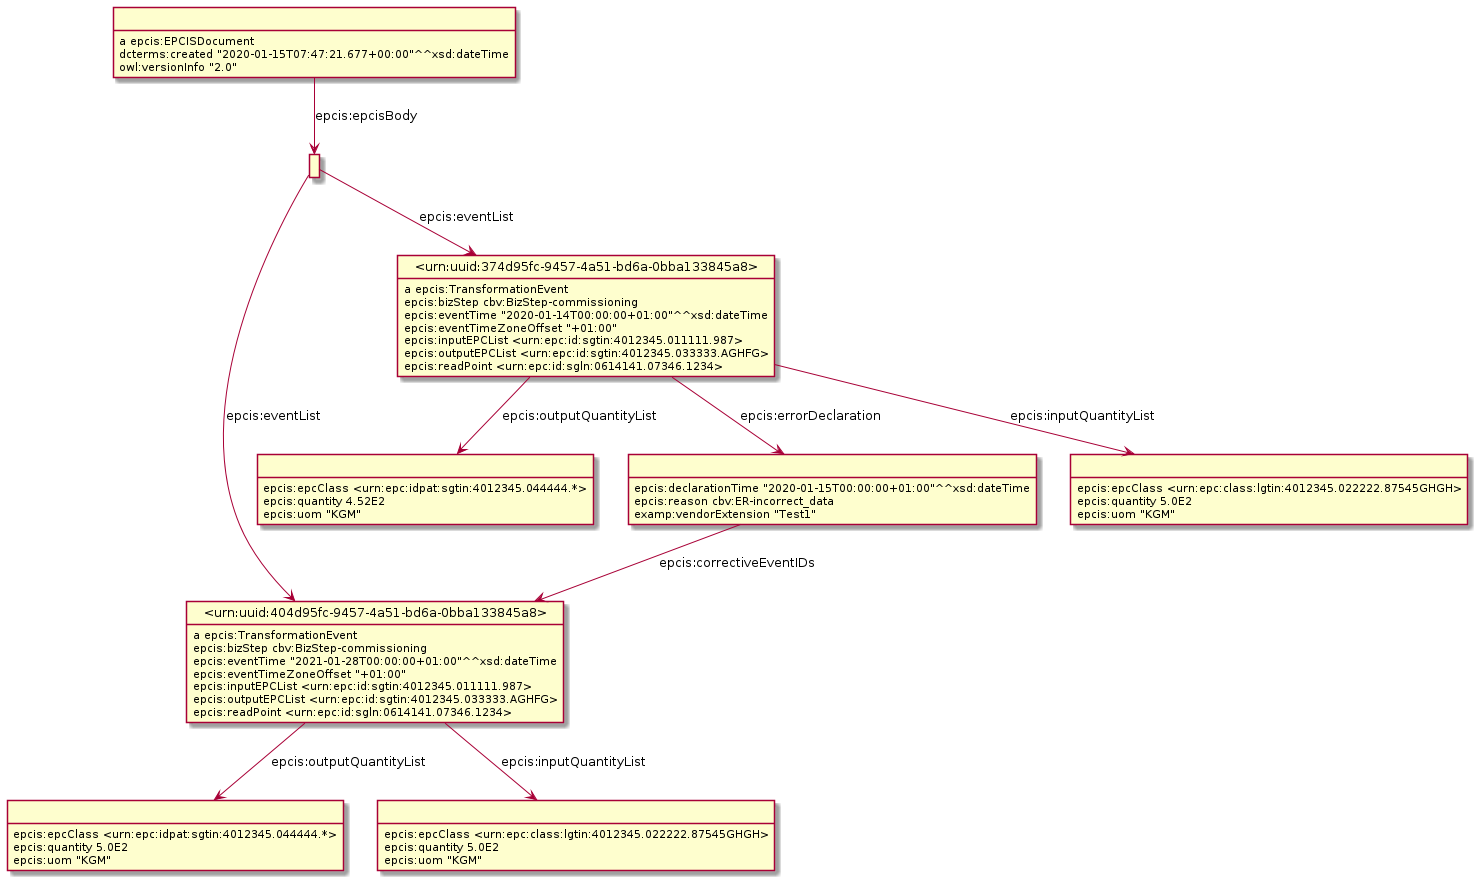 a epcis:EPCISDocument
dcterms:created "2020-01-15T07:47:21.677+00:00"^^xsd:dateTime
owl:versionInfo "2.0"
epcis:epcisBody
epcis:eventList
<urn:uuid:374d95fc-9457-4a51-bd6a-0bba133845a8>
a epcis:TransformationEvent
epcis:bizStep cbv:BizStep-commissioning
epcis:eventTime "2020-01-14T00:00:00+01:00"^^xsd:dateTime
epcis:eventTimeZoneOffset "+01:00"
epcis:inputEPCList <urn:epc:id:sgtin:4012345.011111.987>
epcis:outputEPCList <urn:epc:id:sgtin:4012345.033333.AGHFG>
epcis:readPoint <urn:epc:id:sgln:0614141.07346.1234>
epcis:eventList
epcis:outputQuantityList
epcis:errorDeclaration
epcis:inputQuantityList
epcis:epcClass <urn:epc:idpat:sgtin:4012345.044444.*>
epcis:quantity 4.52E2
epcis:uom "KGM"
epcis:declarationTime "2020-01-15T00:00:00+01:00"^^xsd:dateTime
epcis:reason cbv:ER-incorrect_data
examp:vendorExtension "Test1"
epcis:epcClass <urn:epc:class:lgtin:4012345.022222.87545GHGH>
epcis:quantity 5.0E2
epcis:uom "KGM"
epcis:correctiveEventIDs
<urn:uuid:404d95fc-9457-4a51-bd6a-0bba133845a8>
a epcis:TransformationEvent
epcis:bizStep cbv:BizStep-commissioning
epcis:eventTime "2021-01-28T00:00:00+01:00"^^xsd:dateTime
epcis:eventTimeZoneOffset "+01:00"
epcis:inputEPCList <urn:epc:id:sgtin:4012345.011111.987>
epcis:outputEPCList <urn:epc:id:sgtin:4012345.033333.AGHFG>
epcis:readPoint <urn:epc:id:sgln:0614141.07346.1234>
epcis:outputQuantityList
epcis:inputQuantityList
epcis:epcClass <urn:epc:idpat:sgtin:4012345.044444.*>
epcis:quantity 5.0E2
epcis:uom "KGM"
epcis:epcClass <urn:epc:class:lgtin:4012345.022222.87545GHGH>
epcis:quantity 5.0E2
epcis:uom "KGM"